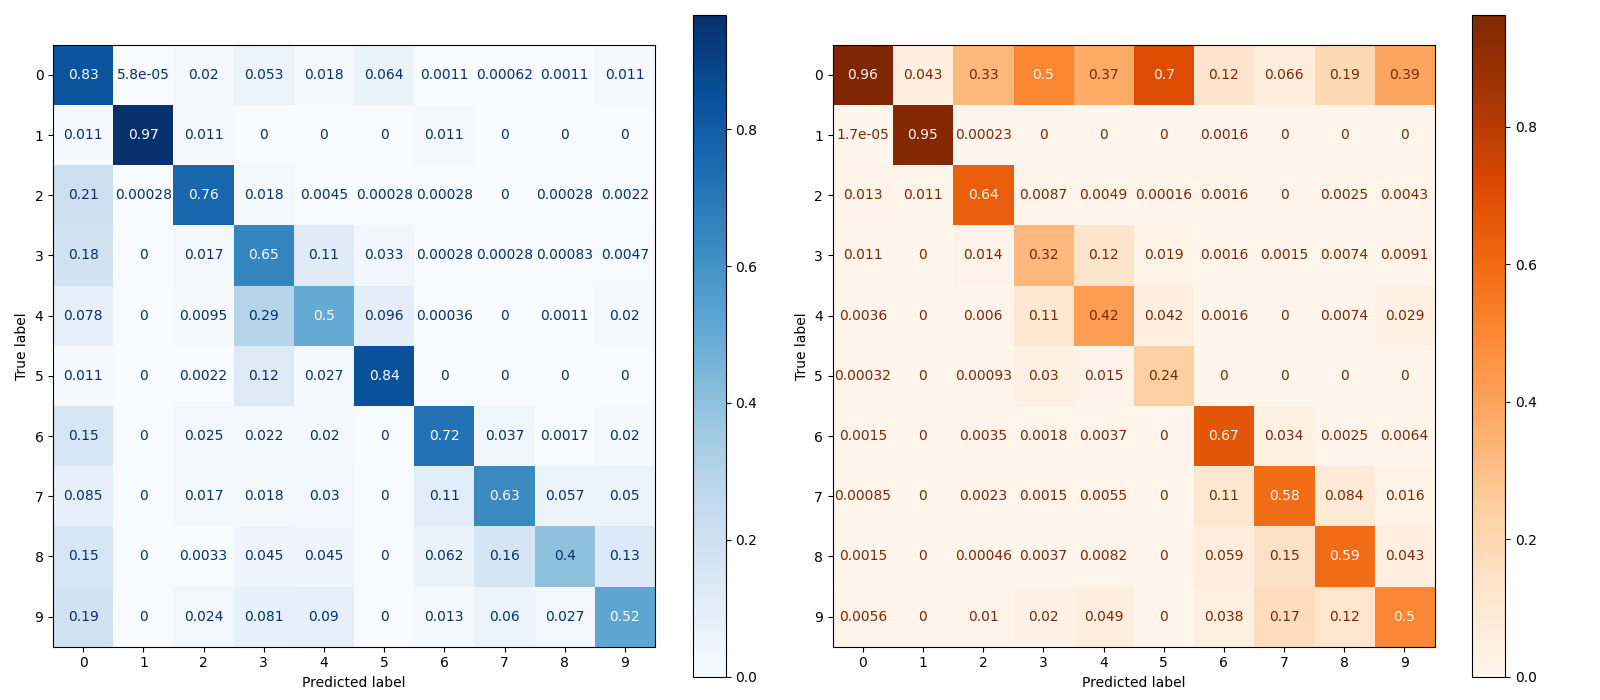 0 0.83 5.8e-05 0.02 0.053 0.018 0.064 0.0011 0.00062 0.0011 0.011
1 0.011 0.97 0.011 0 0 0 0.011 0 0 0
2 0.21 0.00028 0.76 0.018 0.0045 0.00028 0.00028 0 0.00028 0.0022
3 0.18 0 0.017 0.65 0.11 0.033 0.00028 0.00028 0.00083 0.0047
4 0.078 0 0.0095 0.29 0.5 0.096 0.00036 0 0.0011 0.02
5 0.011 0 0.0022 0.12 0.027 0.84 0 0 0 0
6 0.15 0 0.025 0.022 0.02 0 0.72 0.037 0.0017 0.02
7 0.085 0 0.017 0.018 0.03 0 0.11 0.63 0.057 0.05
8 0.15 0 0.0033 0.045 0.045 0 0.062 0.16 0.4 0.13
9 0.19 0 0.024 0.081 0.09 0 0.013 0.06 0.027 0.52
0 1 2 3 4 5 6 7 8 9
Predicted label
True label
0.8
0.6
0.4
0.2
0.0
0 0.96 0.043 0.33 0.5 0.37 0.7 0.12 0.066 0.19 0.39
1 1.7e-05 0.95 0.00023 0 0 0 0.0016 0 0 0
2 0.013 0.011 0.64 0.0087 0.0049 0.00016 0.0016 0 0.0025 0.0043
3 0.011 0 0.014 0.32 0.12 0.019 0.0016 0.0015 0.0074 0.0091
4 0.0036 0 0.006 0.11 0.42 0.042 0.0016 0 0.0074 0.029
5 0.00032 0 0.00093 0.03 0.015 0.24 0 0 0 0
6 0.0015 0 0.0035 0.0018 0.0037 0 0.67 0.034 0.0025 0.0064
7 0.00085 0 0.0023 0.0015 0.0055 0 0.11 0.58 0.084 0.016
8 0.0015 0 0.00046 0.0037 0.0082 0 0.059 0.15 0.59 0.043
9 0.0056 0 0.01 0.02 0.049 0 0.038 0.17 0.12 0.5
0 1 2 3 4 5 6 7 8 9
Predicted label
True label
0.8
0.6
0.4
0.2
0.0